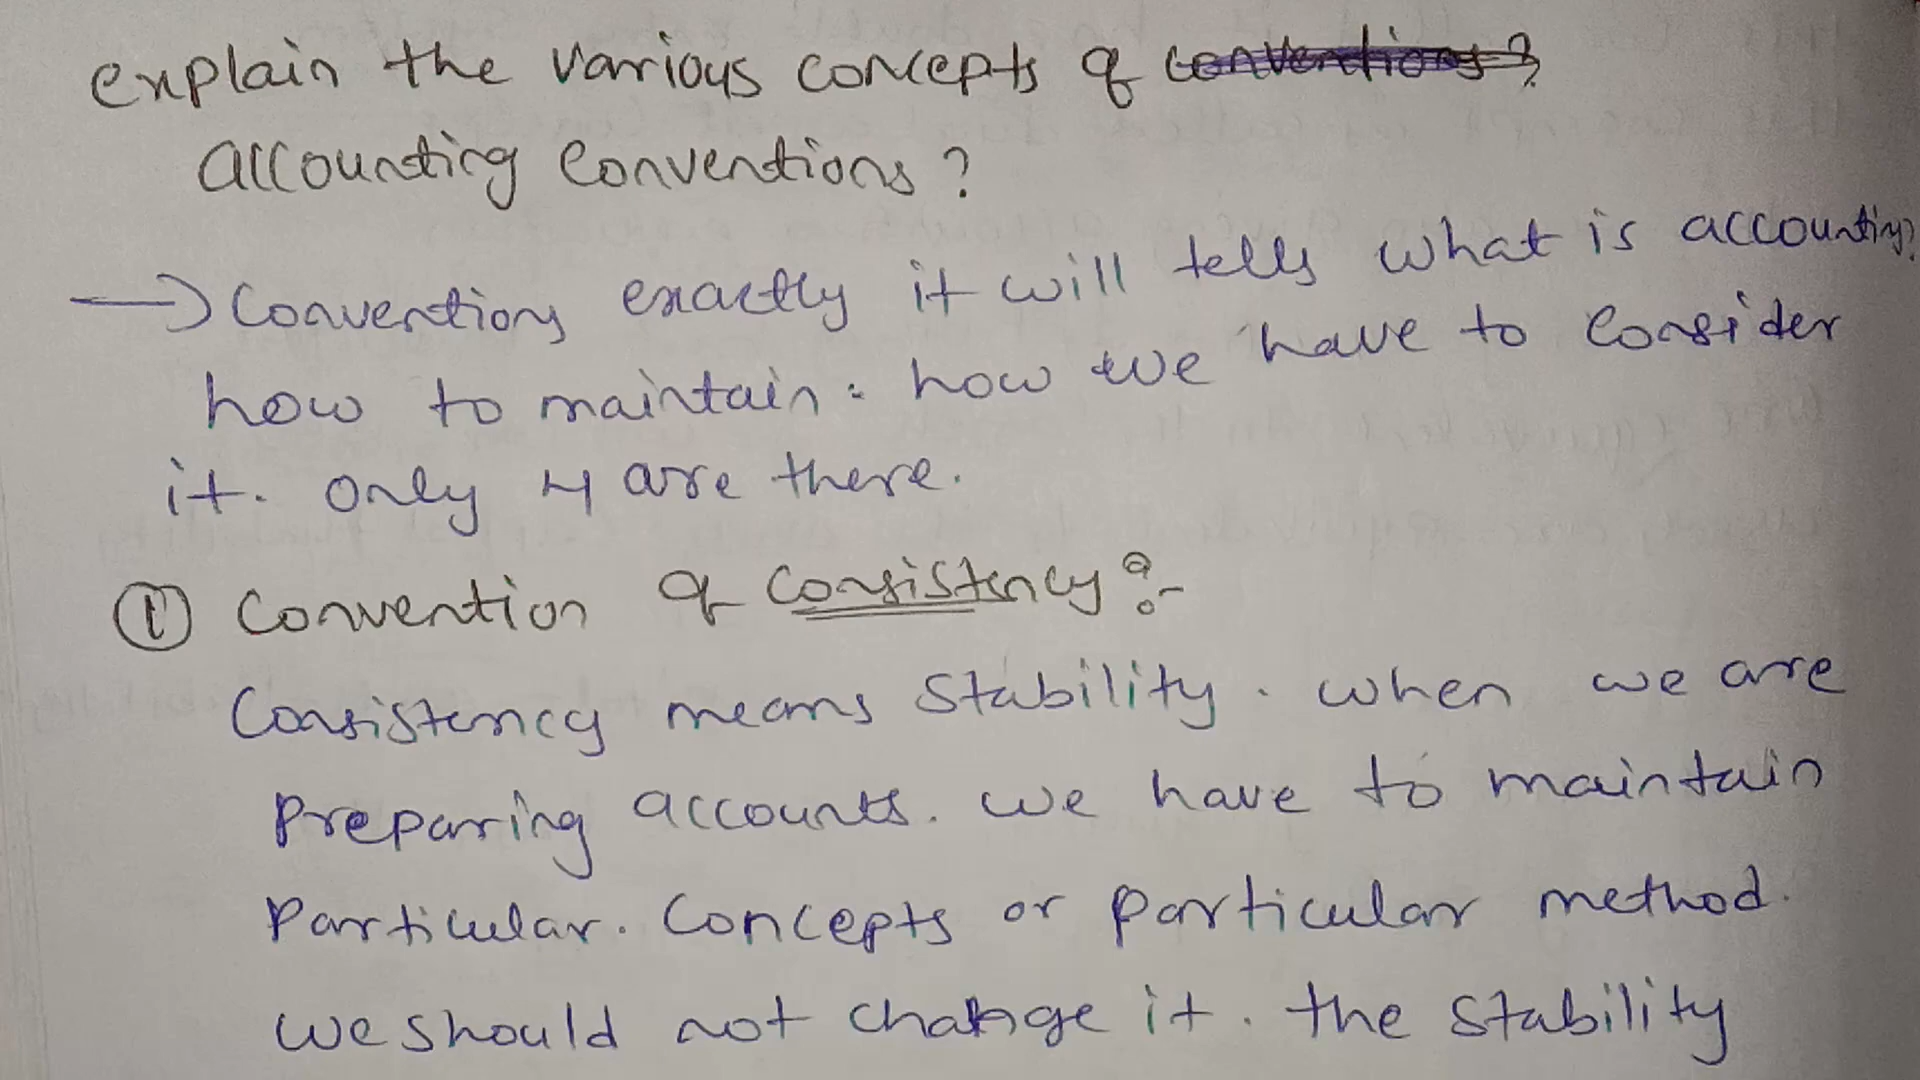 explain the various concepts of conventions?
accounting conventions?
→ Conventions exactly it will tells what is accounting?
how to maintain. how we have to consider
it. only 4 are there.
① Convention of consistency?:-
Consistency means stability. when we are
preparing accounts. we have to maintain
particular. concepts or particular method.
we should not change it. the stability